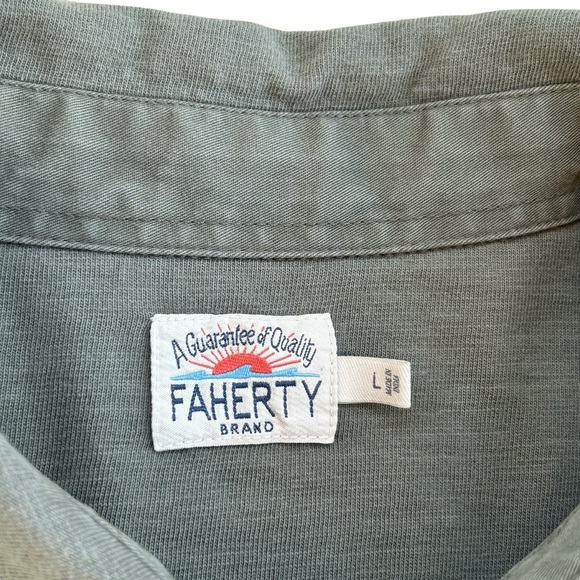 A Guarantee of Quality
FAHERTY
BRAND
L
MADE IN
INDIA